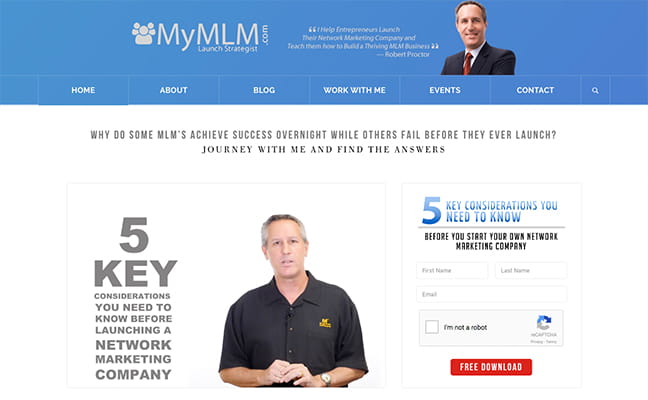 MyMLM.com
Launch Strategist
“ I Help Entrepreneurs Launch
Their Network Marketing Company and
Teach them how to Build a Thriving MLM Business ”
— Robert Proctor
HOME
ABOUT
BLOG
WORK WITH ME
EVENTS
CONTACT
WHY DO SOME MLM'S ACHIEVE SUCCESS OVERNIGHT WHILE OTHERS FAIL BEFORE THEY EVER LAUNCH?
JOURNEY WITH ME AND FIND THE ANSWERS
5
KEY
CONSIDERATIONS
YOU NEED TO
KNOW BEFORE
LAUNCHING A
NETWORK
MARKETING
COMPANY
5 KEY CONSIDERATIONS YOU
NEED TO KNOW
BEFORE YOU START YOUR OWN NETWORK
MARKETING COMPANY
First Name
Last Name
Email
I'm not a robot
reCAPTCHA
Privacy - Terms
FREE DOWNLOAD